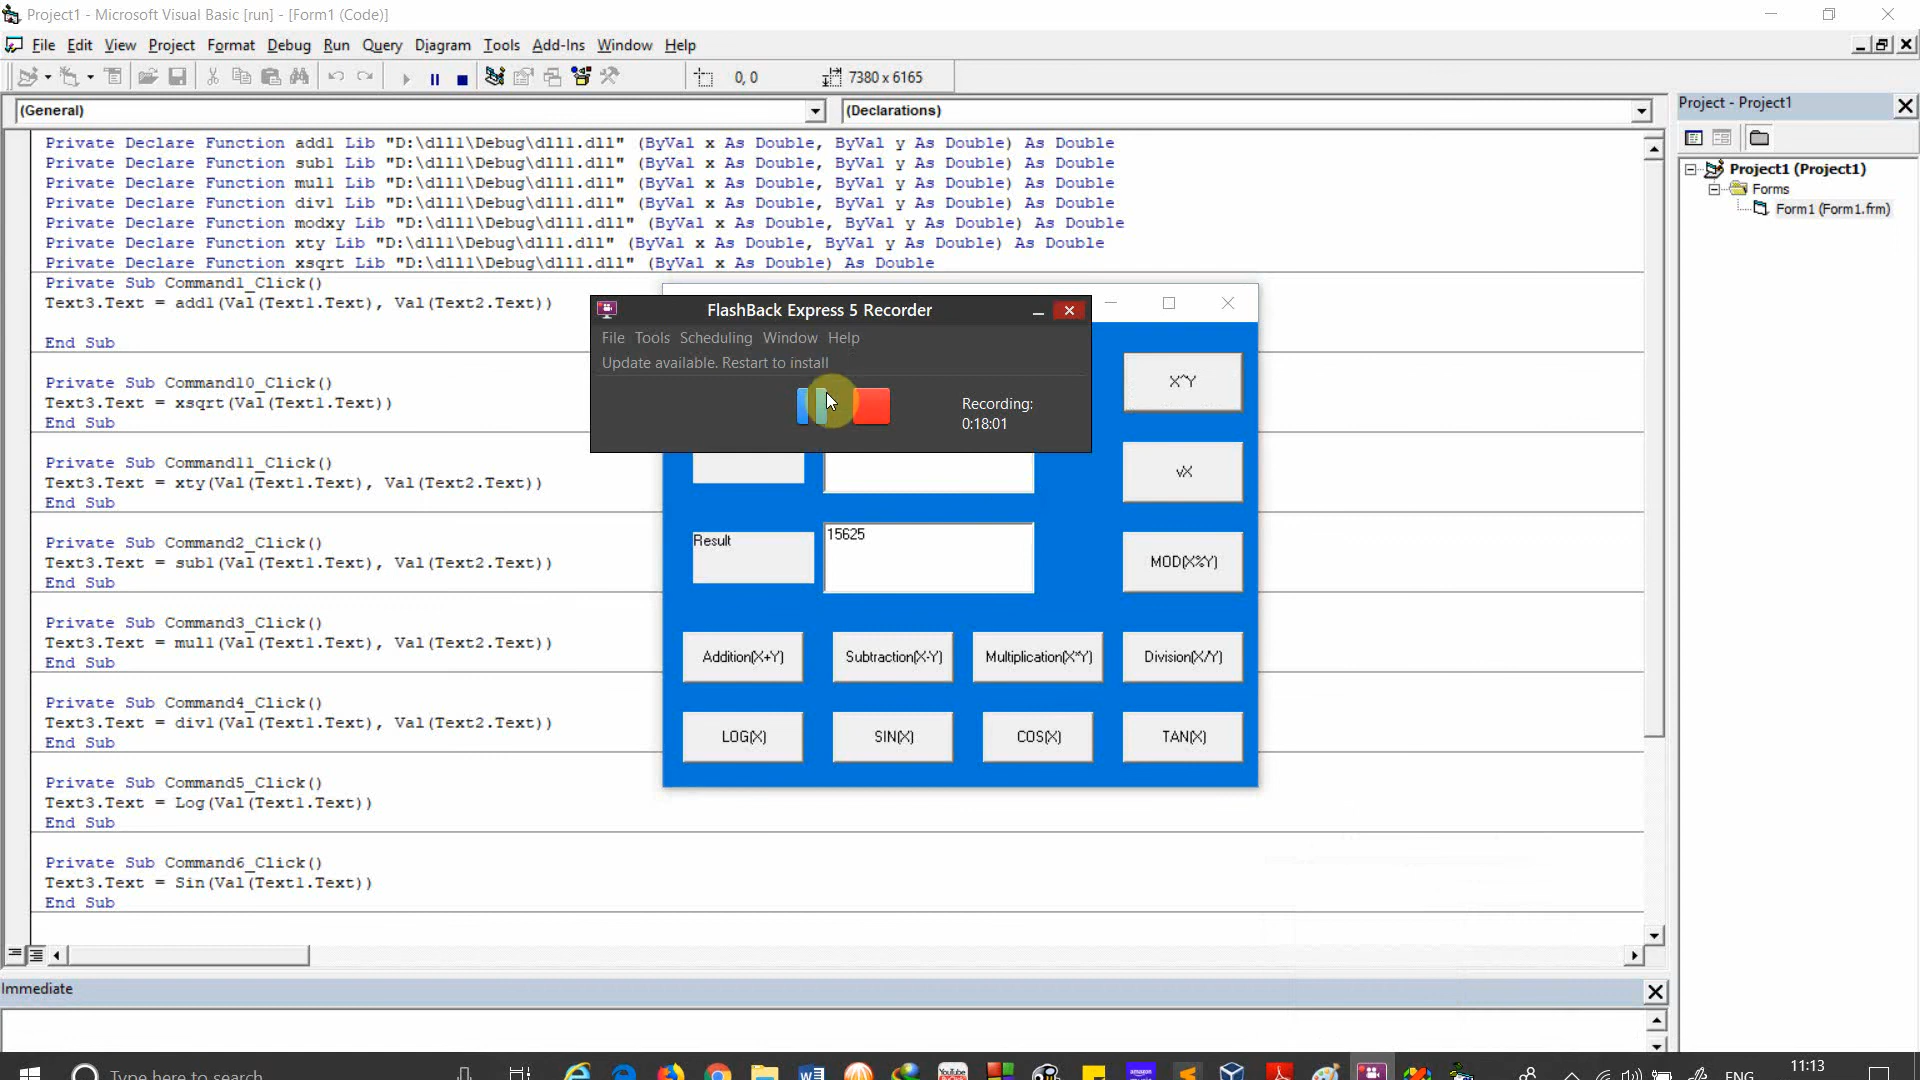 Project1 - Microsoft Visual Basic [run] - [Form1 (Code)]
File Edit View Project Format Debug Run Query Diagram Tools Add-Ins Window Help
0, 0 7380 x 6165
(General) (Declarations)
Project - Project1
Private Declare Function add1 Lib "D:\dll1\Debug\dll1.dll" (ByVal x As Double, ByVal y As Double) As Double
Private Declare Function sub1 Lib "D:\dll1\Debug\dll1.dll" (ByVal x As Double, ByVal y As Double) As Double
Private Declare Function mul1 Lib "D:\dll1\Debug\dll1.dll" (ByVal x As Double, ByVal y As Double) As Double
Private Declare Function div1 Lib "D:\dll1\Debug\dll1.dll" (ByVal x As Double, ByVal y As Double) As Double
Private Declare Function modxy Lib "D:\dll1\Debug\dll1.dll" (ByVal x As Double, ByVal y As Double) As Double
Private Declare Function xty Lib "D:\dll1\Debug\dll1.dll" (ByVal x As Double, ByVal y As Double) As Double
Private Declare Function xsqrt Lib "D:\dll1\Debug\dll1.dll" (ByVal x As Double) As Double
Private Sub Command1_Click()
Text3.Text = add1(Val(Text1.Text), Val(Text2.Text))
End Sub
Private Sub Command10_Click()
Text3.Text = xsqrt(Val(Text1.Text))
End Sub
Private Sub Command11_Click()
Text3.Text = xty(Val(Text1.Text), Val(Text2.Text))
End Sub
Private Sub Command2_Click()
Text3.Text = sub1(Val(Text1.Text), Val(Text2.Text))
End Sub
Private Sub Command3_Click()
Text3.Text = mul1(Val(Text1.Text), Val(Text2.Text))
End Sub
Private Sub Command4_Click()
Text3.Text = div1(Val(Text1.Text), Val(Text2.Text))
End Sub
Private Sub Command5_Click()
Text3.Text = Log(Val(Text1.Text))
End Sub
Private Sub Command6_Click()
Text3.Text = Sin(Val(Text1.Text))
End Sub
FlashBack Express 5 Recorder
File Tools Scheduling Window Help
Update available. Restart to install
Recording:
0:18:01
X^Y
vX
Result 15625
MOD(X%Y)
Addition(X+Y) Subtraction(X-Y) Multiplication(X*Y) Division(X/Y)
LOG(X) SIN(X) COS(X) TAN(X)
Project1 (Project1)
Forms
Form1 (Form1.frm)
Immediate
Type here to search
YouTube
amazon
ENG
11:13